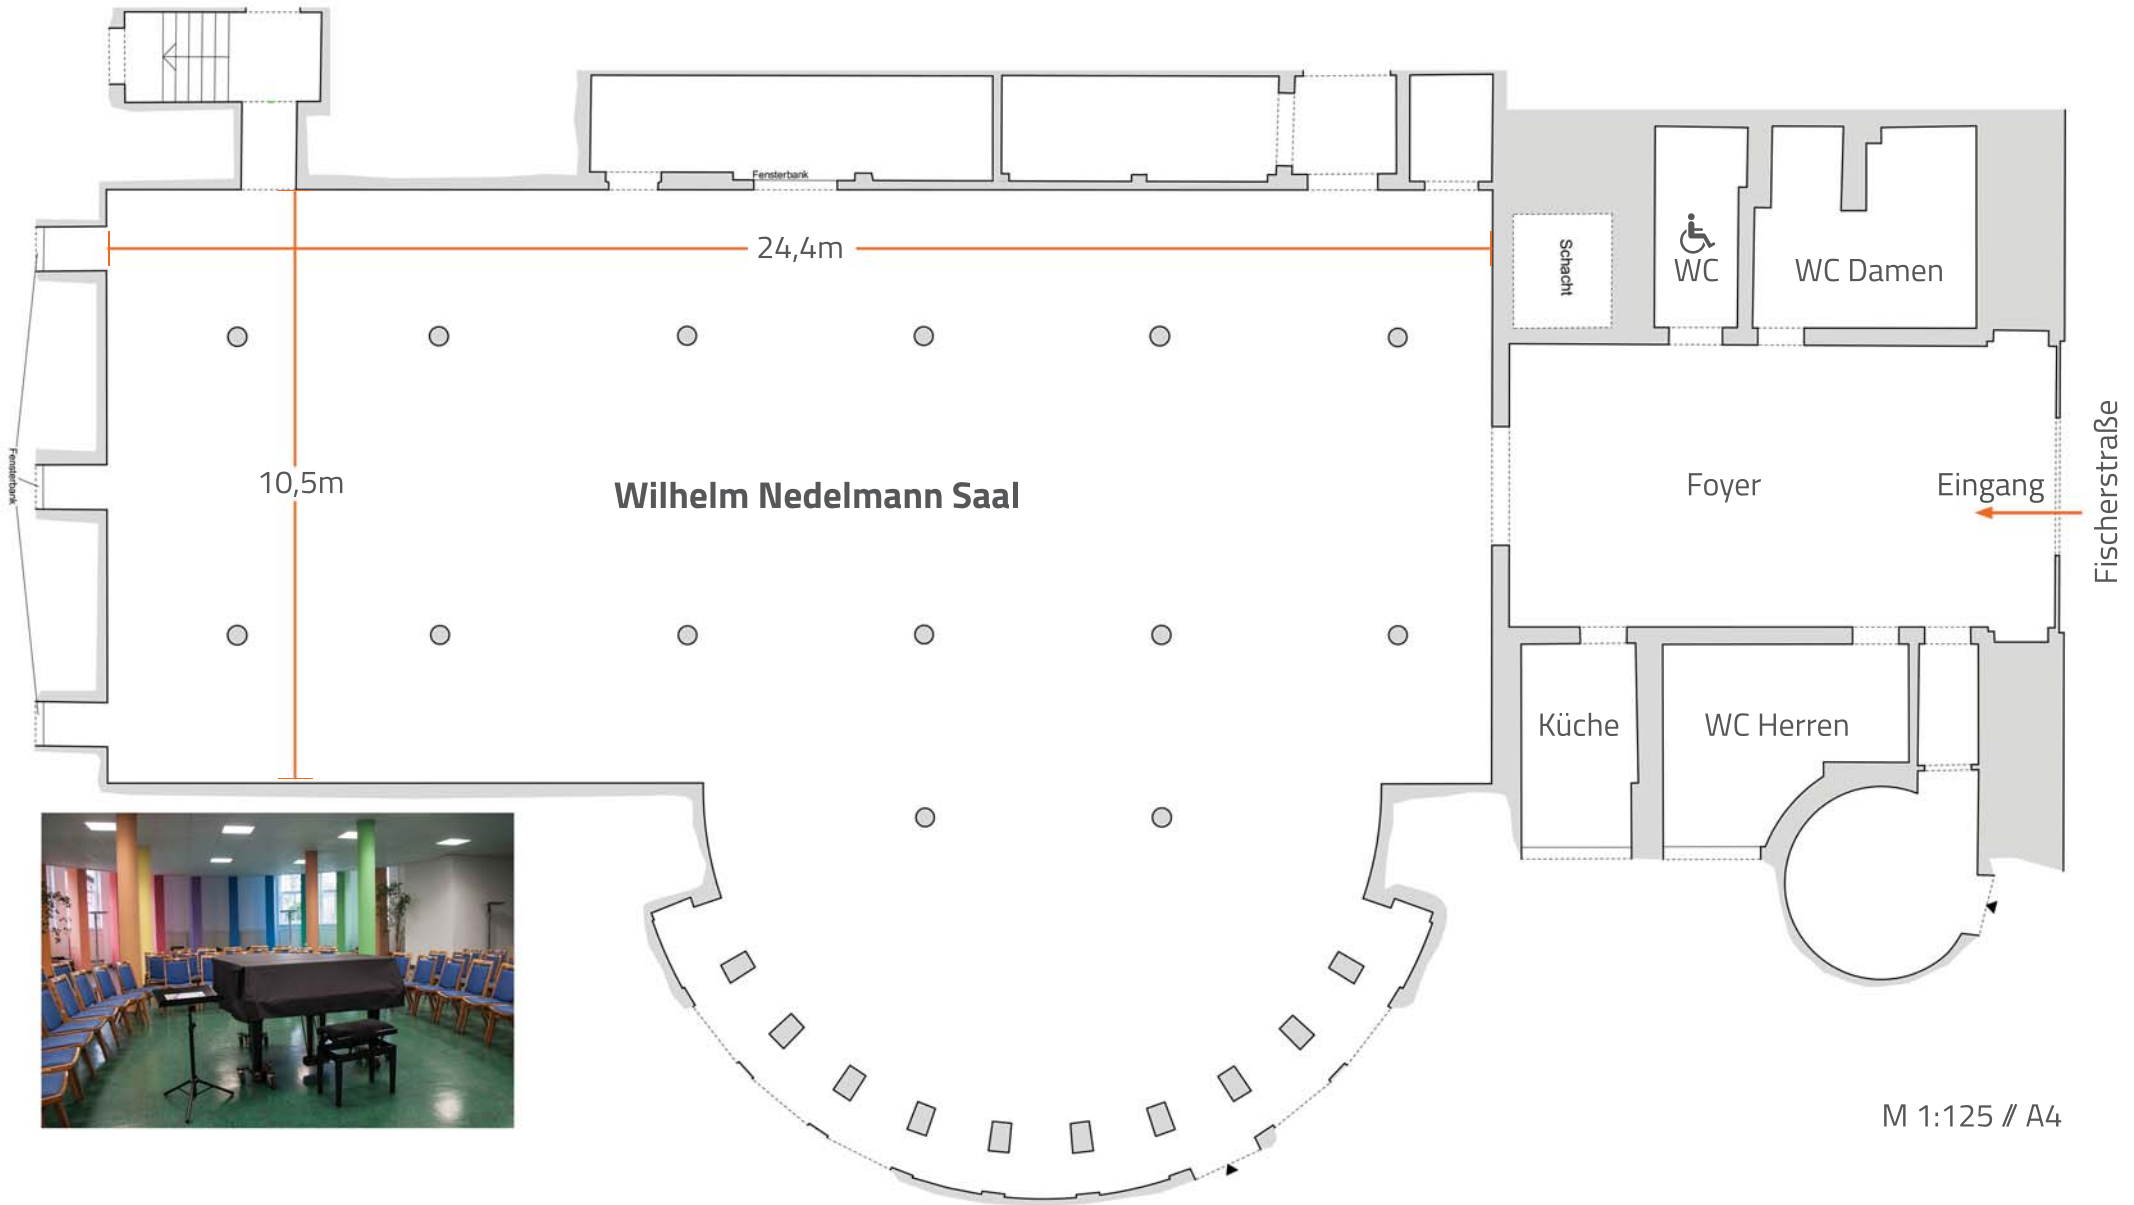 Fensterbank
24,4m
Schacht
WC
WC Damen
Fensterbank
10,5m
Wilhelm Nedelmann Saal
Foyer
Eingang
Fischerstraße
Küche
WC Herren
M 1:125 // A4